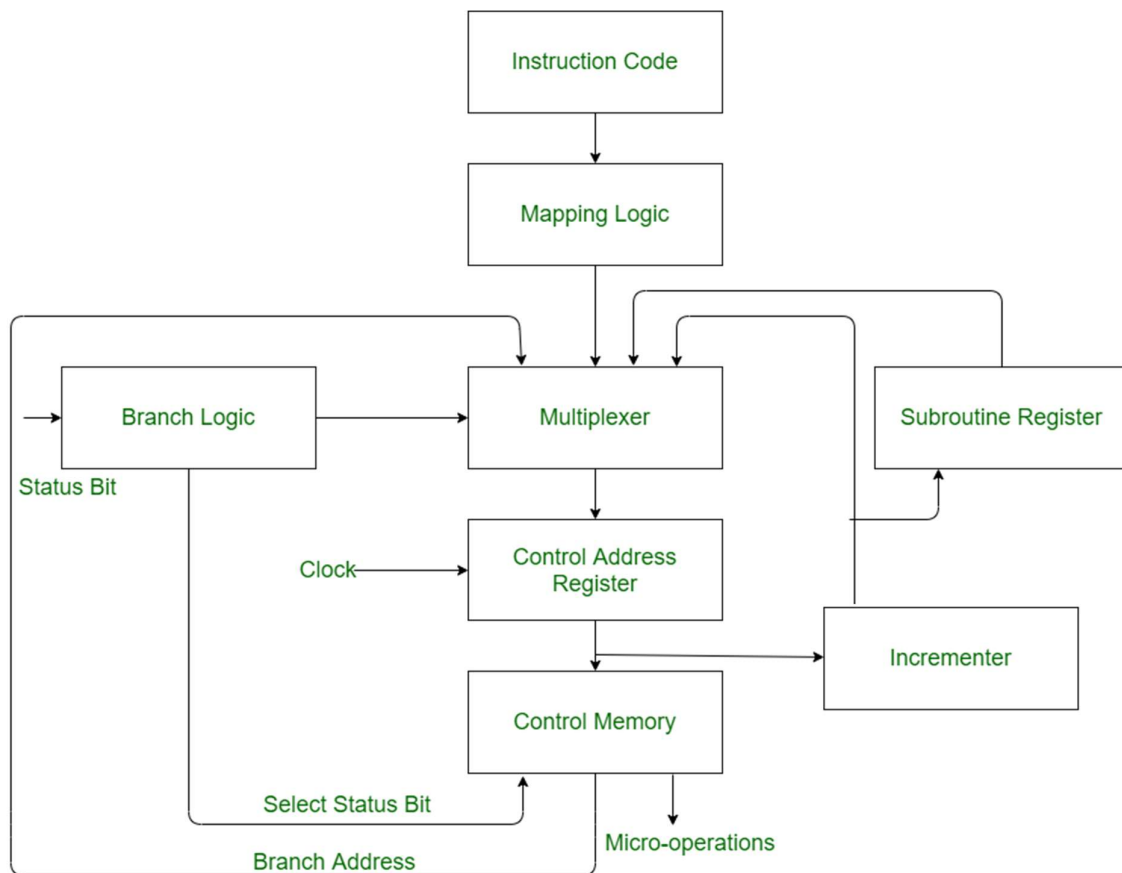 Instruction Code
Mapping Logic
Branch Logic
Multiplexer
Subroutine Register
Status Bit
Clock
Control Address
Register
Incrementer
Control Memory
Select Status Bit
Micro-operations
Branch Address